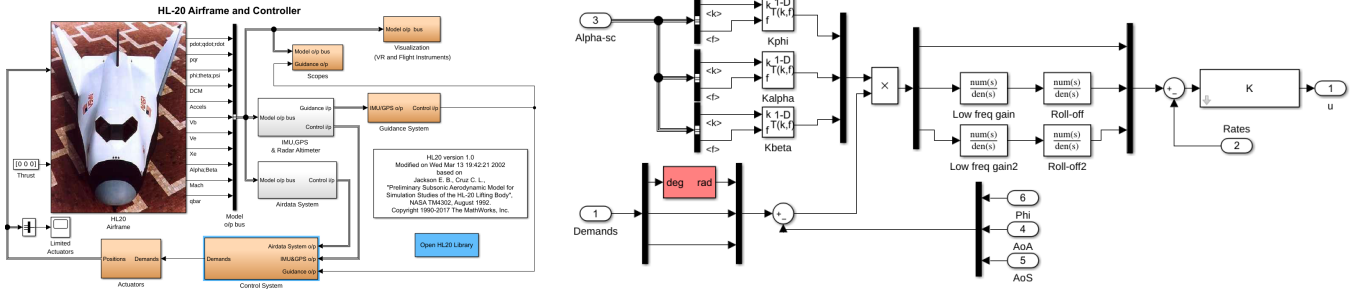 HL-20 Airframe and Controller
pdot;qdot;rdot
pqr
phi;theta;psi
DCM
Accels
Vb
Ve
Xe
Alpha;Beta
Mach
qbar
[0 0 0]
Thrust
HL20
Airframe
Model
o/p bus
Limited
Actuators
Positions Demands
Actuators
Model o/p bus
Visualization
(VR and Flight Instruments)
Model o/p bus
Guidance o/p
Scopes
Model o/p bus
Guidance i/p
Control i/p
IMU,GPS
& Radar Altimeter
IMU/GPS o/p Control i/p
Guidance System
Model o/p bus Control i/p
Airdata System
HL20 version 1.0
Modified on Wed Mar 13 19:42:21 2002
based on
Jackson E. B., Cruz C. L.,
"Preliminary Subsonic Aerodynamic Model for
Simulation Studies of the HL-20 Lifting Body",
NASA TM4302, August 1992.
Copyright 1990-2017 The MathWorks, Inc.
Open HL20 Library
Demands
Airdata System o/p
IMU&GPS o/p
Guidance o/p
Control System
3
Alpha-sc
<k>
<f>
k 1-D
f T(k,f)
Kphi
<k>
<f>
k 1-D
f T(k,f)
Kalpha
<k>
<f>
k 1-D
f T(k,f)
Kbeta
×
1
Demands
deg rad
+
−
num(s)
den(s)
Low freq gain
num(s)
den(s)
Roll-off
num(s)
den(s)
Low freq gain2
num(s)
den(s)
Roll-off2
+
−
K
1
u
Rates
2
6
Phi
4
AoA
5
AoS